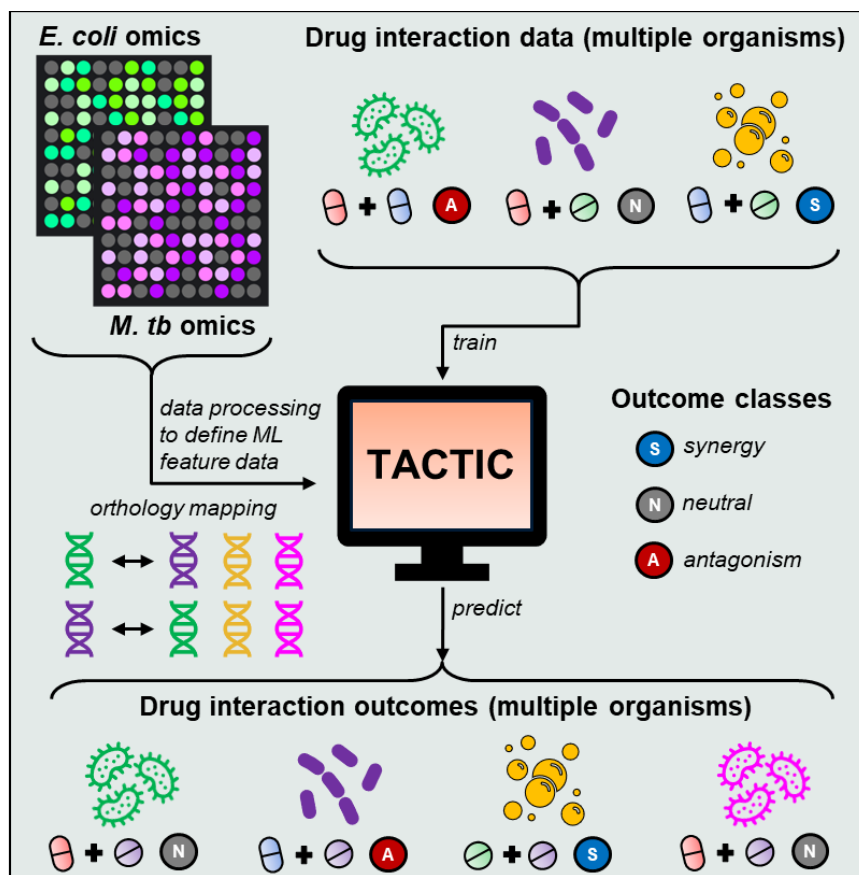 E. coli omics
Drug interaction data (multiple organisms)
A
N
S
M. tb omics
train
data processing
to define ML
feature data
TACTIC
Outcome classes
S synergy
N neutral
A antagonism
orthology mapping
predict
Drug interaction outcomes (multiple organisms)
N
A
S
N